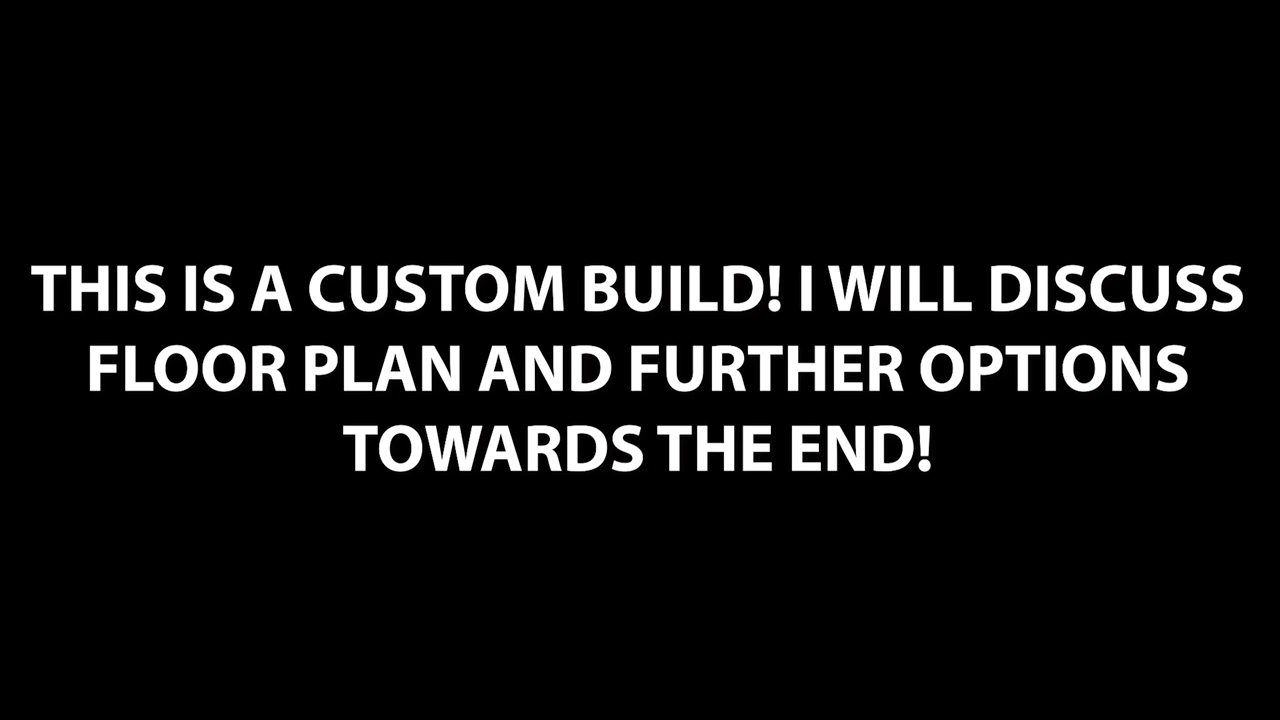 THIS IS A CUSTOM BUILD! I WILL DISCUSS
FLOOR PLAN AND FURTHER OPTIONS
TOWARDS THE END!